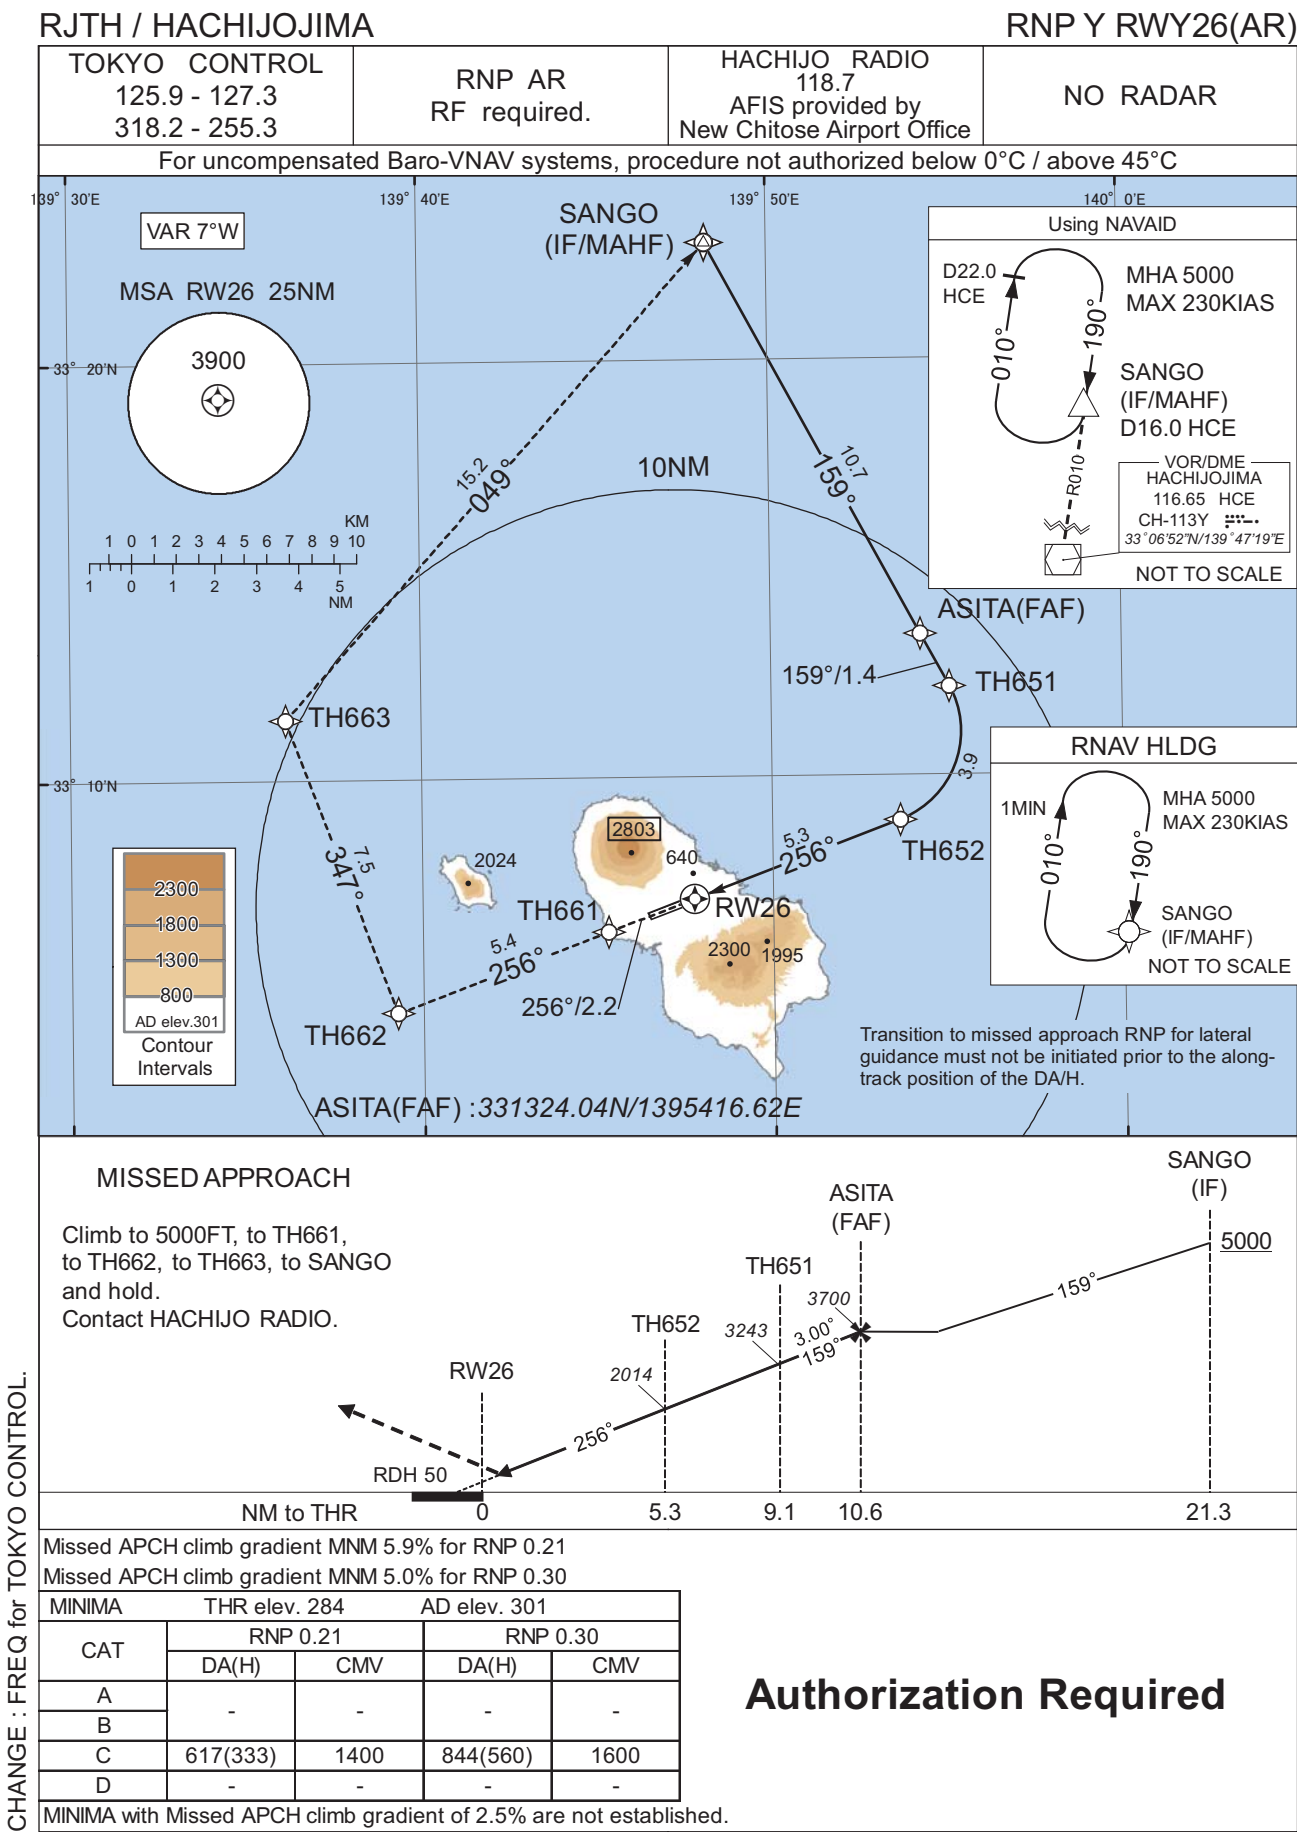 RJTH / HACHIJOJIMA
RNP Y RWY26(AR)
TOKYO CONTROL
125.9 - 127.3
318.2 - 255.3
RNP AR
RF required.
HACHIJO RADIO
118.7
AFIS provided by
New Chitose Airport Office
NO RADAR
For uncompensated Baro-VNAV systems, procedure not authorized below 0°C / above 45°C
139° 30'E
139° 40'E
139° 50'E
140° 0'E
VAR 7°W
SANGO
(IF/MAHF)
MSA RW26 25NM
3900
33° 20'N
Using NAVAID
D22.0
HCE
MHA 5000
MAX 230KIAS
010°
190°
SANGO
(IF/MAHF)
D16.0 HCE
R010
VOR/DME
HACHIJOJIMA
116.65 HCE
CH-113Y
33°06'52"N/139°47'19"E
NOT TO SCALE
15.2
049°
10NM
10.7
159°
KM
1 0 1 2 3 4 5 6 7 8 9 10
1 0 1 2 3 4 5
NM
ASITA(FAF)
159°/1.4
TH651
TH663
3.9
33° 10'N
RNAV HLDG
1MIN
MHA 5000
MAX 230KIAS
010°
190°
SANGO
(IF/MAHF)
NOT TO SCALE
2803
640
5.3
256°
TH652
7.5
347°
2024
TH661
RW26
5.4
256°
2300
1995
256°/2.2
TH662
2300
1800
1300
800
AD elev.301
Contour
Intervals
Transition to missed approach RNP for lateral
guidance must not be initiated prior to the along-
track position of the DA/H.
ASITA(FAF) :331324.04N/1395416.62E
MISSED APPROACH
Climb to 5000FT, to TH661,
to TH662, to TH663, to SANGO
and hold.
Contact HACHIJO RADIO.
SANGO
(IF)
5000
ASITA
(FAF)
159°
TH651
3700
3.00°
159°
TH652
3243
2014
RW26
256°
RDH 50
NM to THR
0
5.3
9.1
10.6
21.3
Missed APCH climb gradient MNM 5.9% for RNP 0.21
Missed APCH climb gradient MNM 5.0% for RNP 0.30
MINIMA THR elev. 284 AD elev. 301
CAT RNP 0.21 RNP 0.30
DA(H) CMV DA(H) CMV
A
- - - -
B
C 617(333) 1400 844(560) 1600
D - - - -
MINIMA with Missed APCH climb gradient of 2.5% are not established.
Authorization Required
CHANGE : FREQ for TOKYO CONTROL.